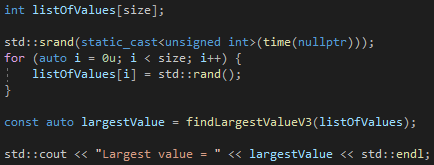 int listOfValues[size];
std::srand(static_cast<unsigned int>(time(nullptr)));
for (auto i = 0u; i < size; i++) {
listOfValues[i] = std::rand();
}
const auto largestValue = findLargestValueV3(listOfValues);
std::cout << "Largest value = " << largestValue << std::endl;